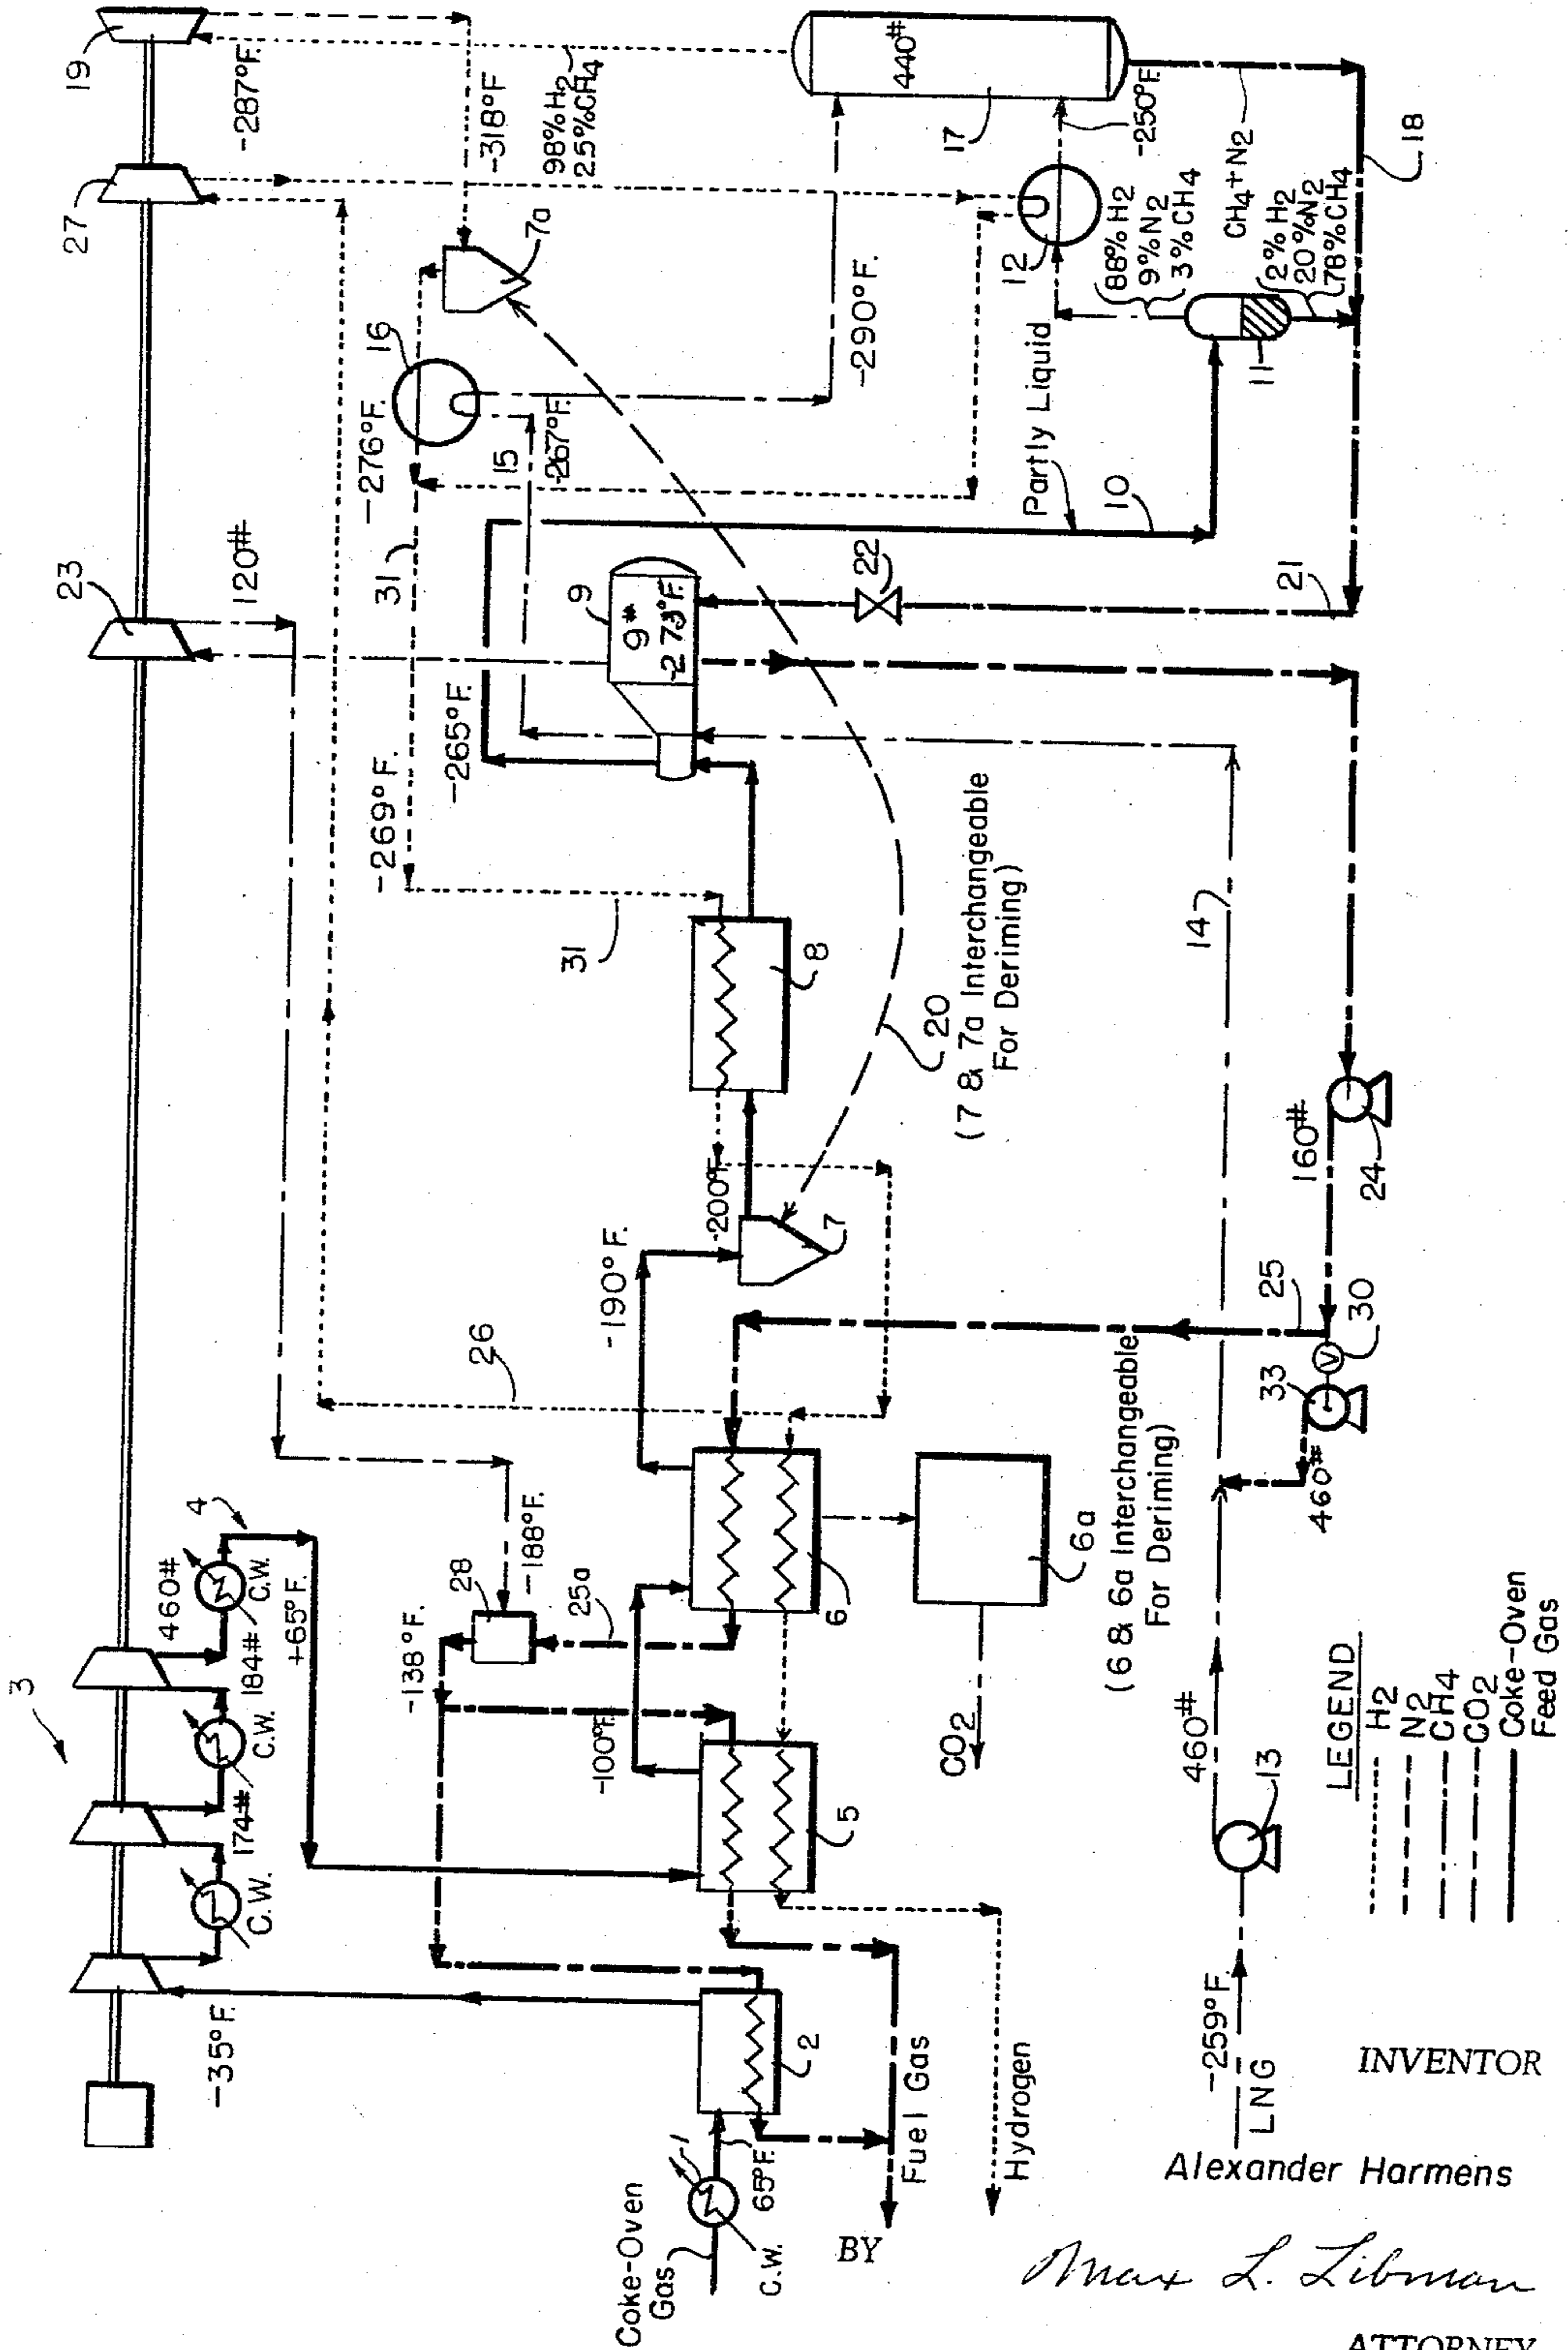 3
460#
4
184#
C.W.
C.W.
174#
C.W.
+65°F.
-35°F.
23
120#
27
19
-287°F.
-318°F
98%H2
25%CH4
7a
16
-276°F.
31
-269°F.
-265°F.
15
-267°F.
-290°F.
440#
17
-250°F.
12
88%H2
9%N2
3%CH4
CH4+N2
2%H2
20%N2
78%CH4
11
18
Partly Liquid
10
9
9#
-273°F.
22
21
31
8
20
(7 & 7a Interchangeable
For Deriming)
-200°F.
7
-190°F.
26
-188°F.
28
25a
-138°F.
-100°F.
6
5
6a
(6 & 6a Interchangeable
For Deriming)
CO2
25
30
33
460#
160#
24
14
460#
13
-259°F.
LNG
Coke-Oven
Gas
1
C.W.
65°F.
2
Fuel Gas
Hydrogen
LEGEND
H2
N2
CH4
CO2
Coke-Oven
Feed Gas
INVENTOR
Alexander Harmens
BY
Max L. Libman
ATTORNEY